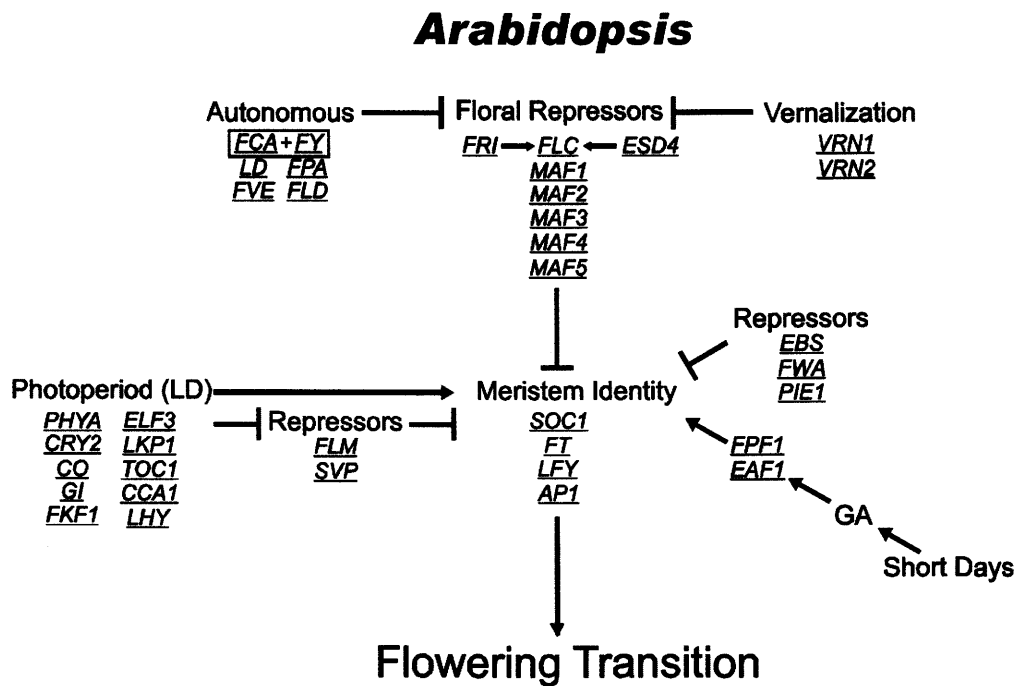 Arabidopsis
Autonomous
FCA+FY
LD FPA
FVE FLD
Floral Repressors
FRI FLC ESD4
MAF1
MAF2
MAF3
MAF4
MAF5
Vernalization
VRN1
VRN2
Repressors
EBS
FWA
PIE1
Photoperiod (LD)
PHYA ELF3
CRY2 LKP1
CO TOC1
GI CCA1
FKF1 LHY
Repressors
FLM
SVP
Meristem Identity
SOC1
FT
LFY
AP1
FPF1
EAF1
GA
Short Days
Flowering Transition